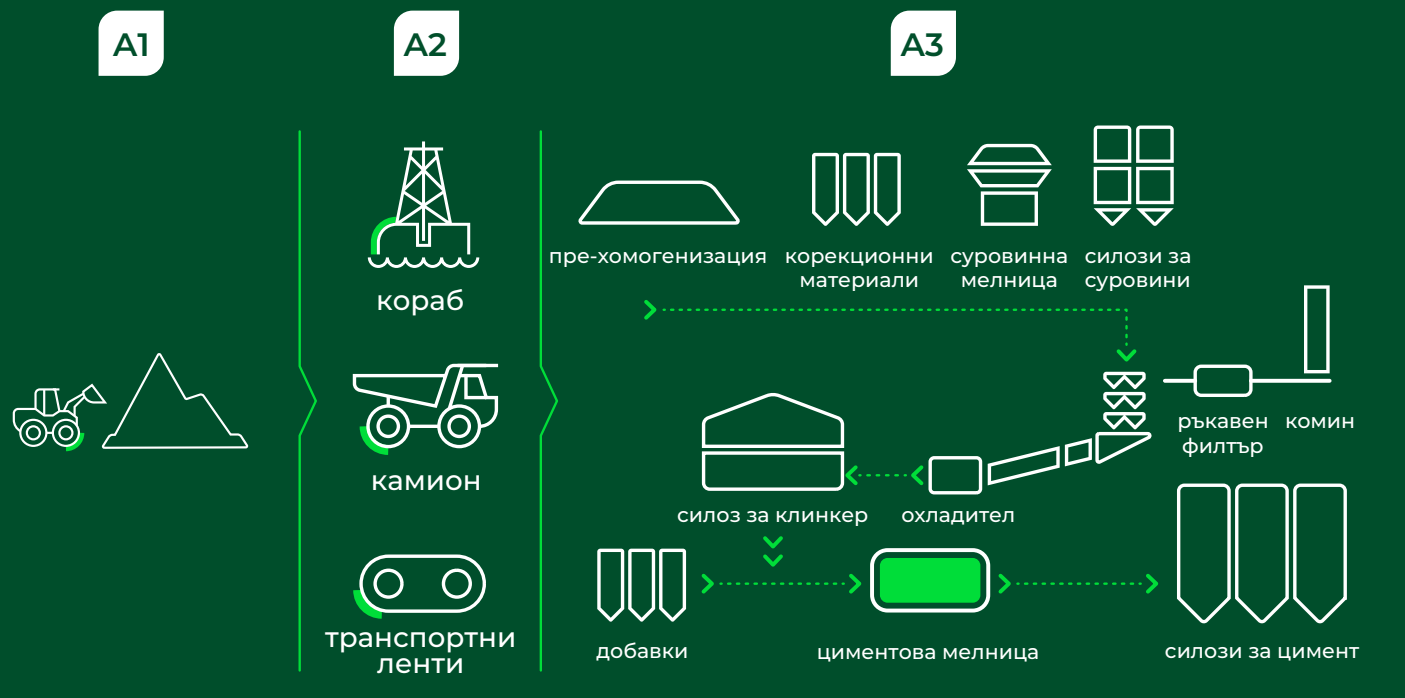 A1
A2
A3
кораб
камион
транспортни
ленти
пре-хомогенизация
корекционни
материали
суровинна
мелница
силози за
суровини
ръкавен
филтър
комин
силоз за клинкер
охладител
добавки
циментова мелница
силози за цимент